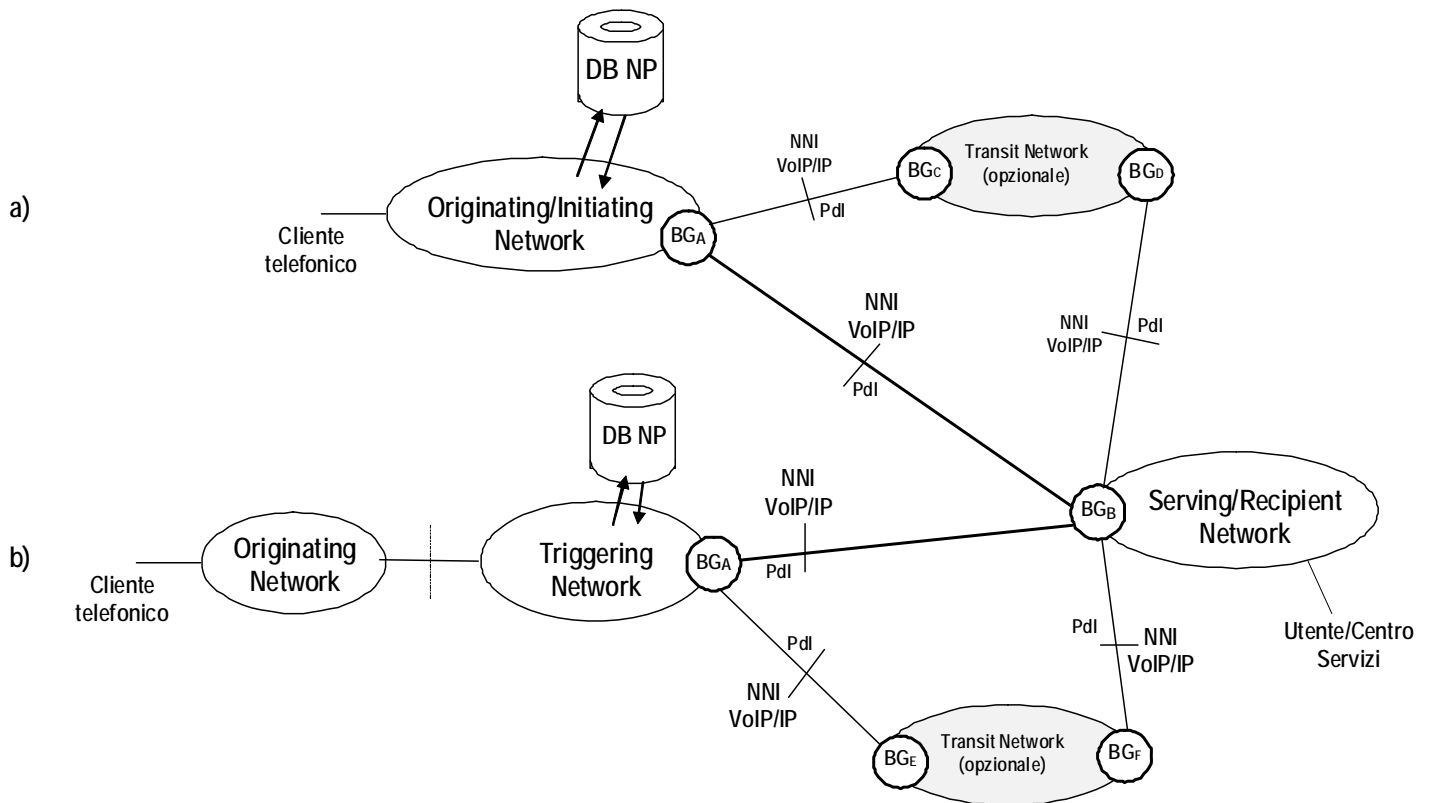 a)
DB NP
Originating/Initiating
Network
Cliente
telefonico
BGA
NNI
VoIP/IP
PdI
BGC
Transit Network
(opzionale)
BGD
NNI
VoIP/IP
PdI
NNI
VoIP/IP
PdI
b)
DB NP
Cliente
telefonico
Originating
Network
Triggering
Network
BGA
NNI
VoIP/IP
PdI
BGB
Serving/Recipient
Network
Utente/Centro
Servizi
PdI
NNI
VoIP/IP
PdI
NNI
VoIP/IP
BGE
Transit Network
(opzionale)
BGF